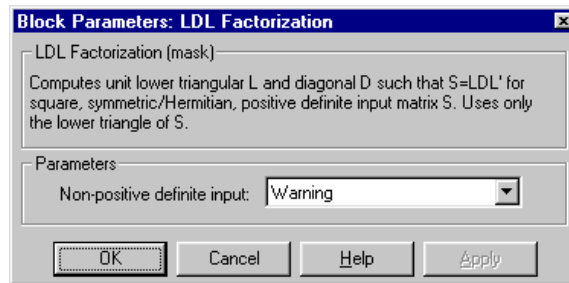 Block Parameters: LDL Factorization
LDL Factorization (mask)
Computes unit lower triangular L and diagonal D such that S=LDL' for
square, symmetric/Hermitian, positive definite input matrix S. Uses only
the lower triangle of S.
Parameters
Non-positive definite input: Warning
OK Cancel Help Apply